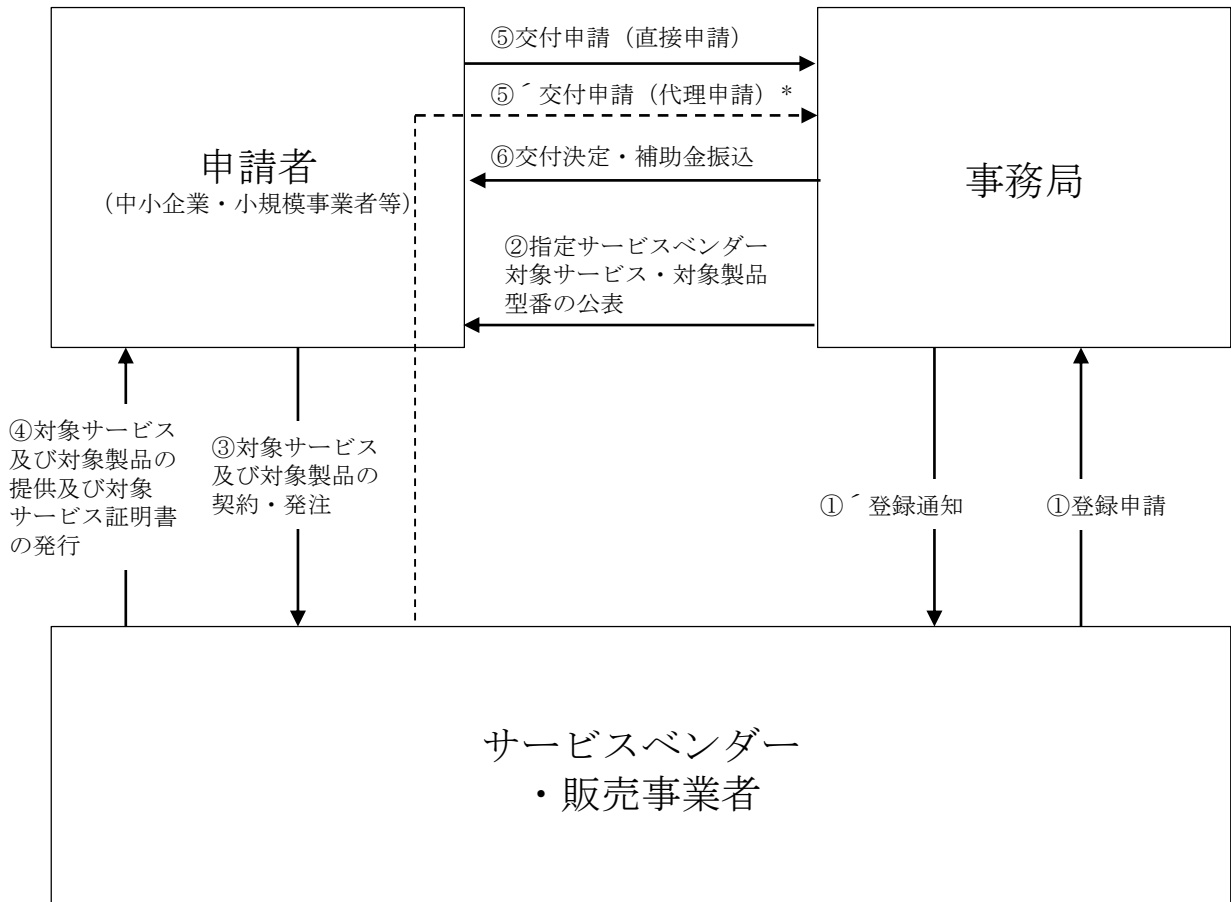 ⑤交付申請（直接申請）
⑤´交付申請（代理申請）*
⑥交付決定・補助金振込
申請者
（中小企業・小規模事業者等）
事務局
②指定サービスベンダー
対象サービス・対象製品
型番の公表
④対象サービス
及び対象製品の
提供及び対象
サービス証明書
の発行
③対象サービス
及び対象製品の
契約・発注
①´登録通知
①登録申請
サービスベンダー
・販売事業者